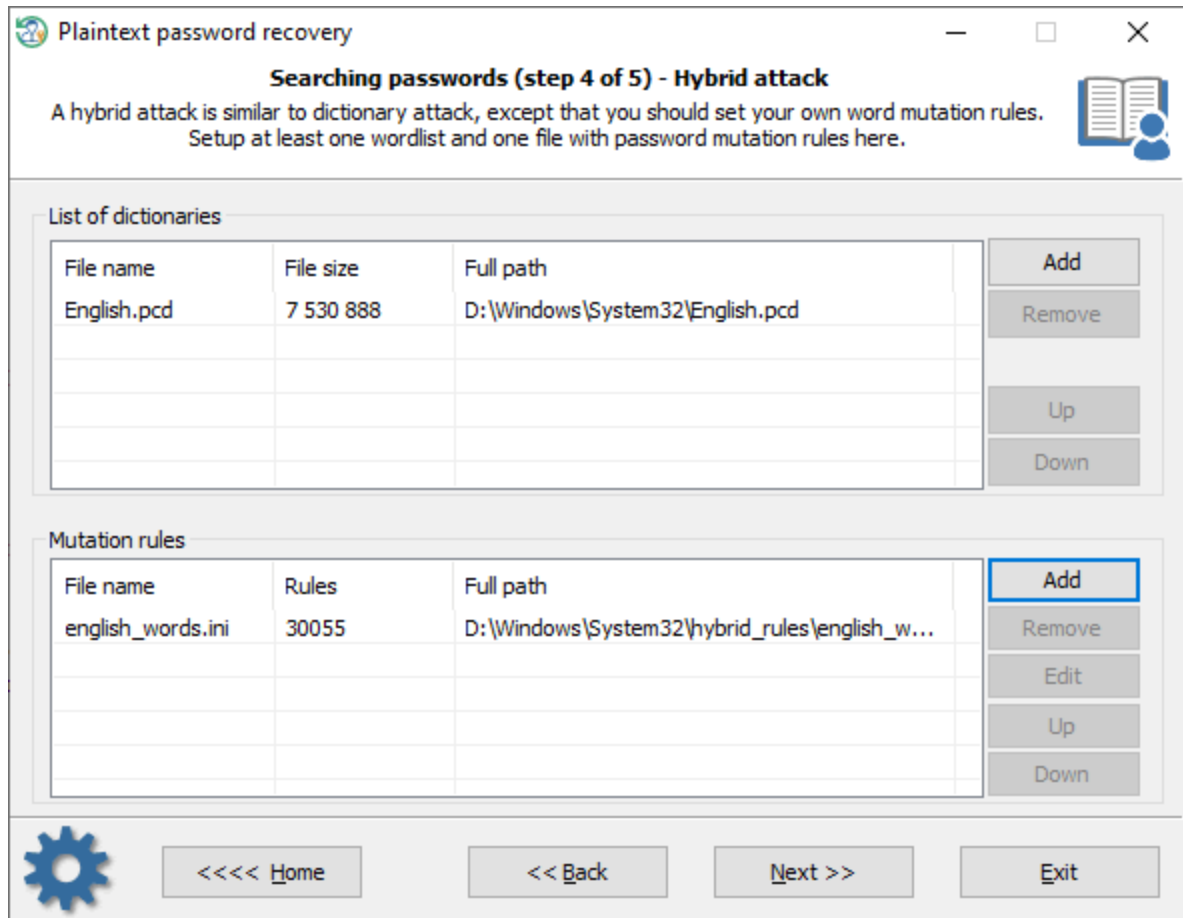 Plaintext password recovery
Searching passwords (step 4 of 5) - Hybrid attack
A hybrid attack is similar to dictionary attack, except that you should set your own word mutation rules.
Setup at least one wordlist and one file with password mutation rules here.
List of dictionaries
File name File size Full path
English.pcd 7 530 888 D:\Windows\System32\English.pcd
Add
Remove
Up
Down
Mutation rules
File name Rules Full path
english_words.ini 30055 D:\Windows\System32\hybrid_rules\english_w...
Add
Remove
Edit
Up
Down
<<<< Home << Back Next >> Exit